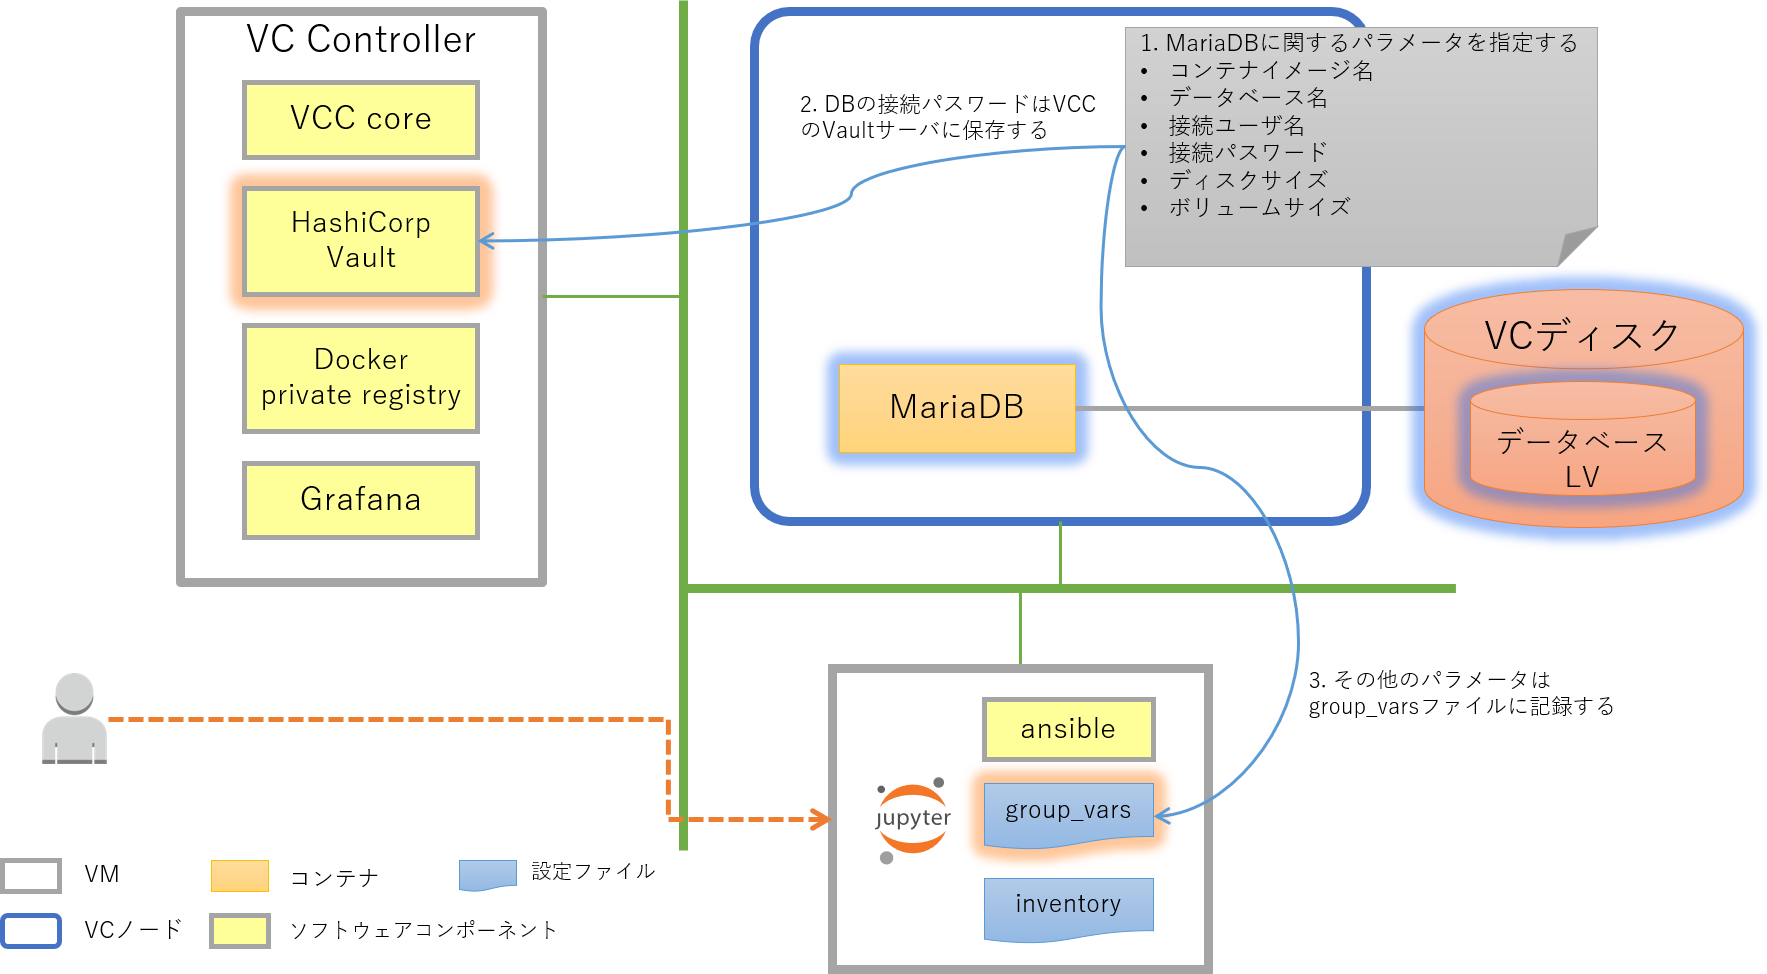 VC Controller
VCC core
HashiCorp
Vault
Docker
private registry
Grafana
1. MariaDBに関するパラメータを指定する
• コンテナイメージ名
• データベース名
• 接続ユーザ名
• 接続パスワード
• ディスクサイズ
• ボリュームサイズ
2. DBの接続パスワードはVCC
のVaultサーバに保存する
MariaDB
VCディスク
データベース
LV
3. その他のパラメータは
group_varsファイルに記録する
ansible
jupyter
group_vars
inventory
VM
コンテナ
設定ファイル
VCノード
ソフトウェアコンポーネント